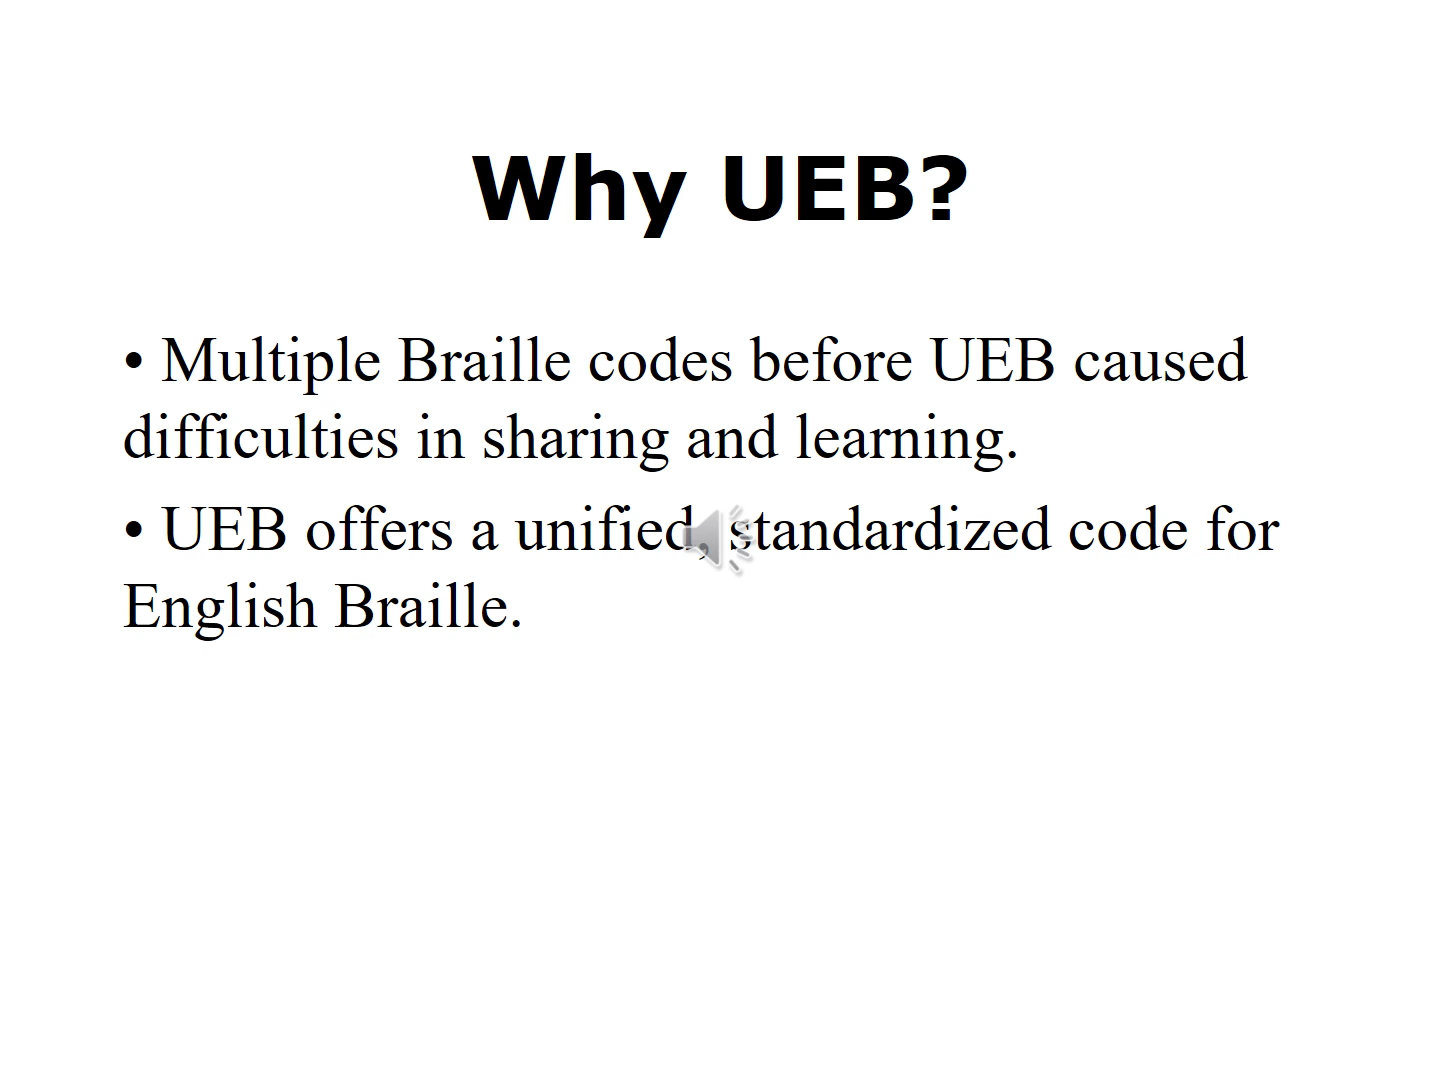 Why UEB?
• Multiple Braille codes before UEB caused
difficulties in sharing and learning.
• UEB offers a unified, standardized code for
English Braille.